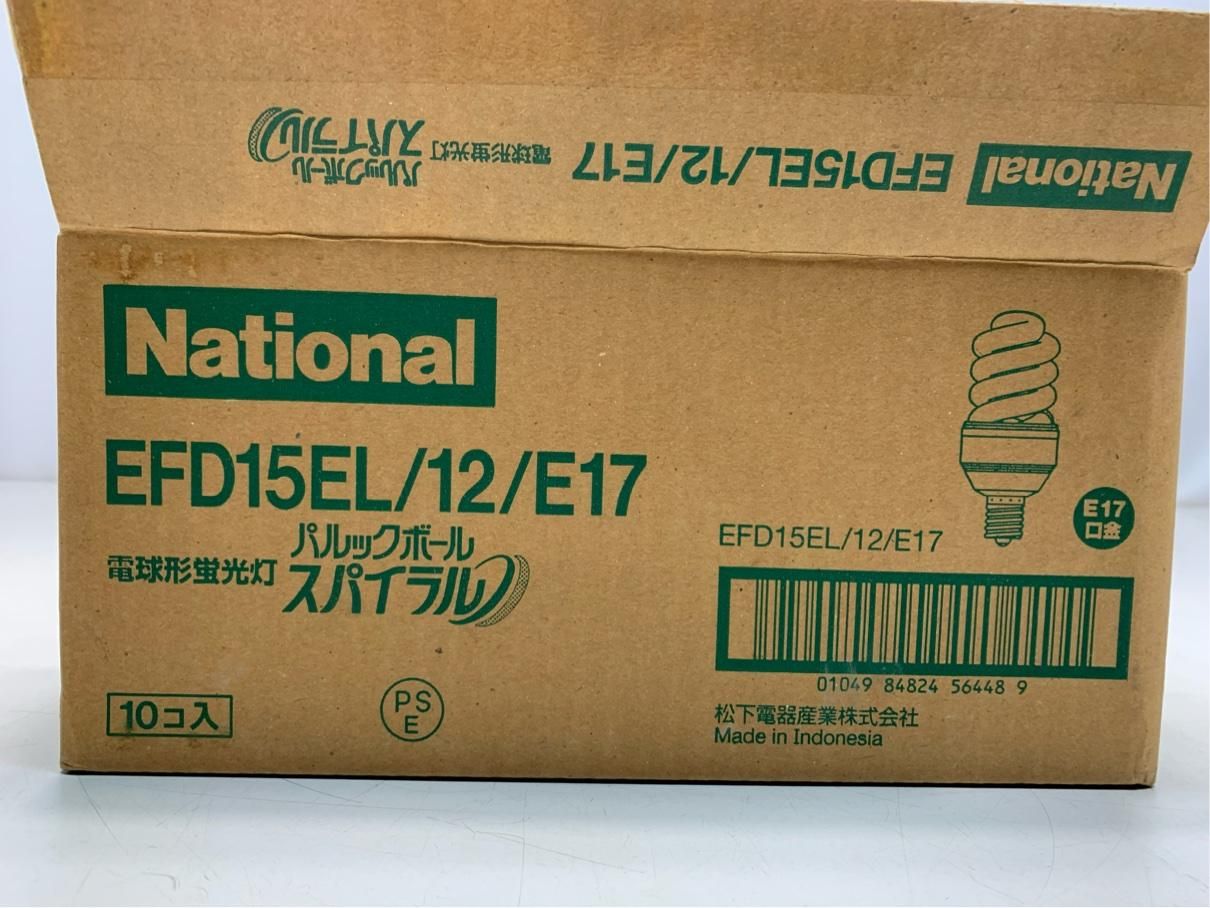 National
EFD15EL/12/E17
電球形蛍光灯
パルックボール
スパイラル
National
EFD15EL/12/E17
電球形蛍光灯
パルックボール
スパイラル
10コ入
PS
E
E17
口金
EFD15EL/12/E17
01049 84824 56448 9
松下電器産業株式会社
Made in Indonesia